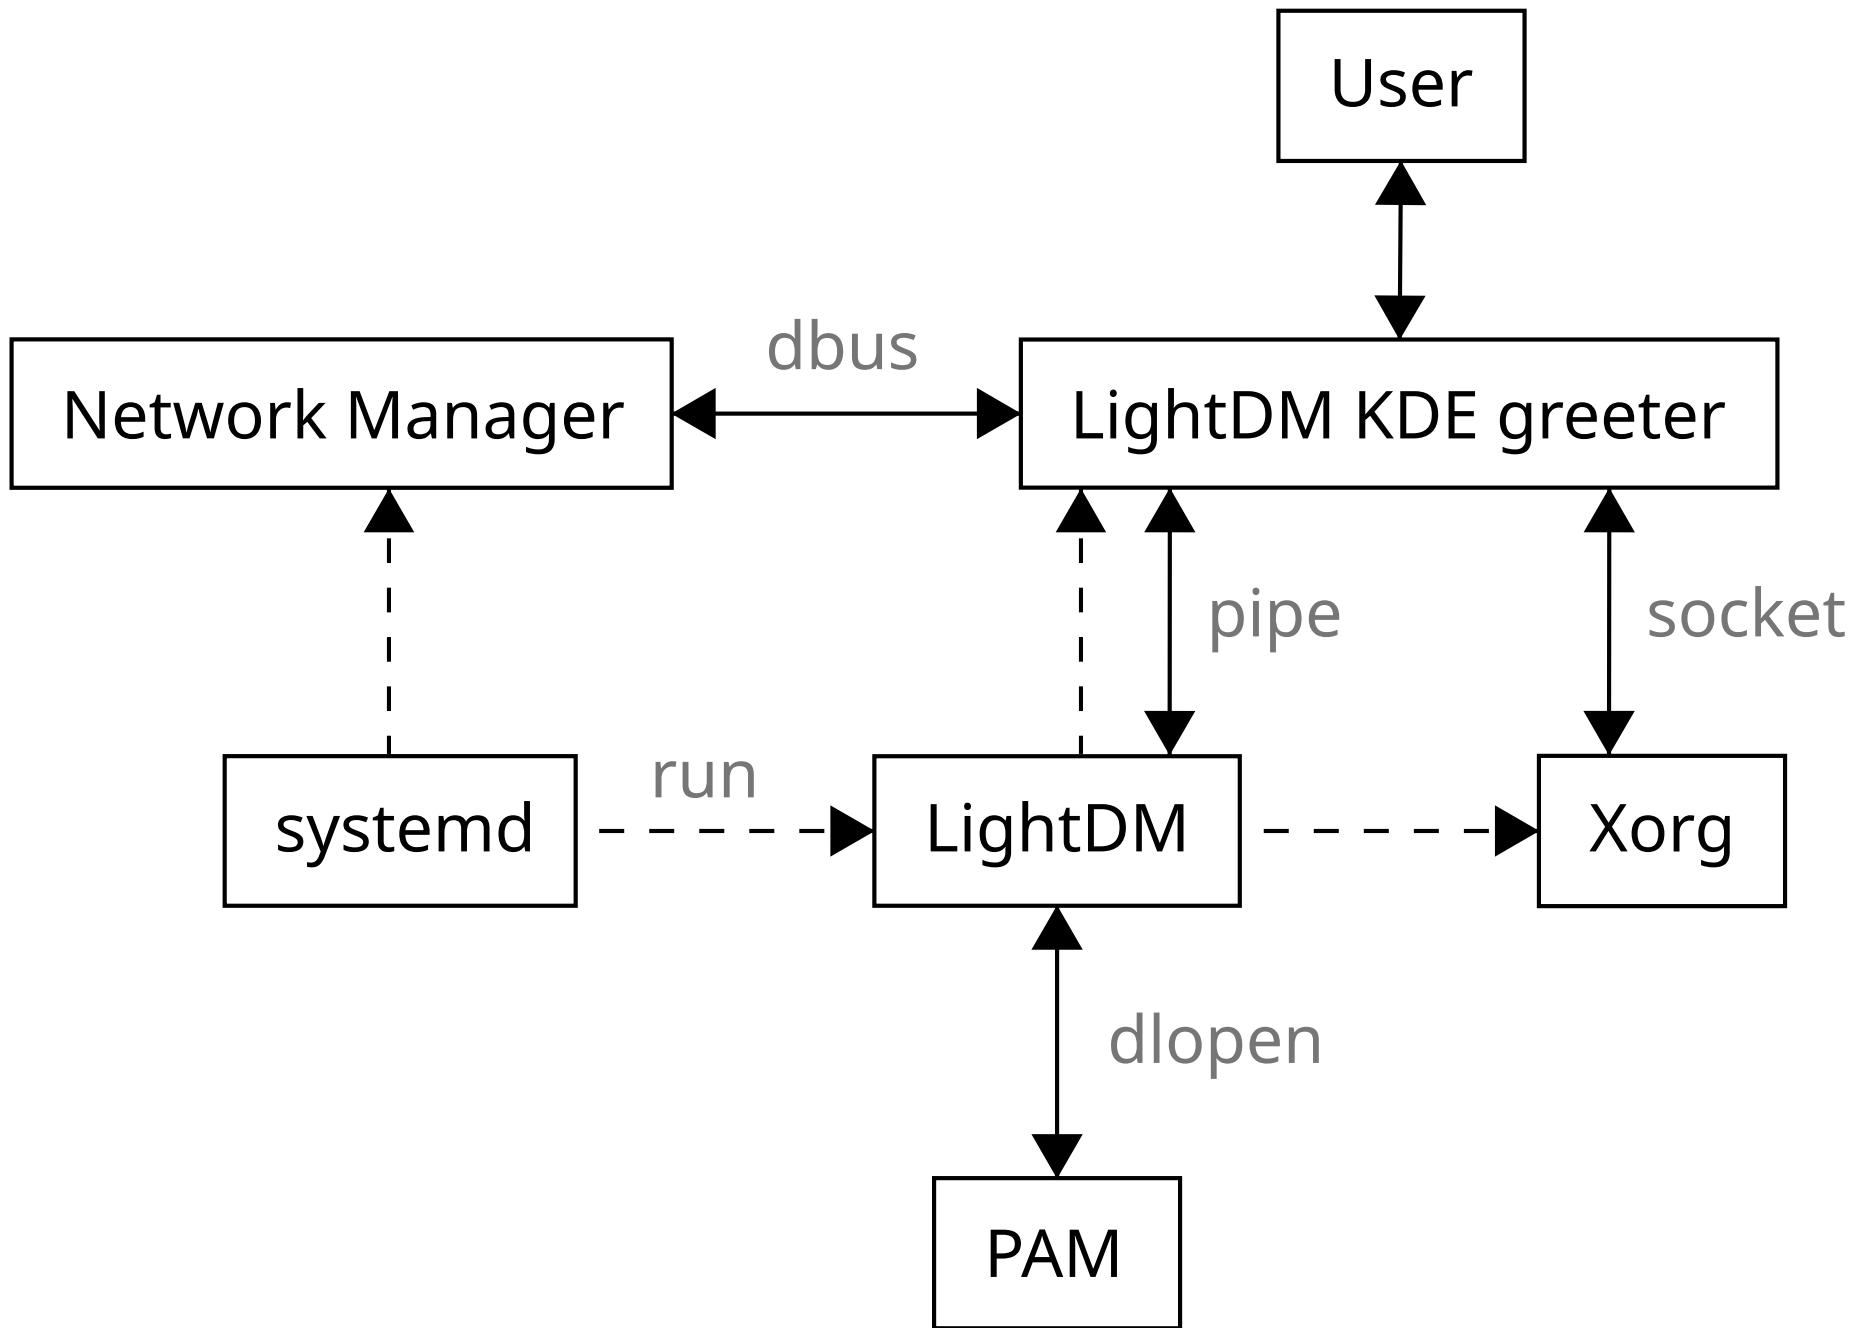 User
dbus
Network Manager
LightDM KDE greeter
pipe
socket
run
systemd
LightDM
Xorg
dlopen
PAM